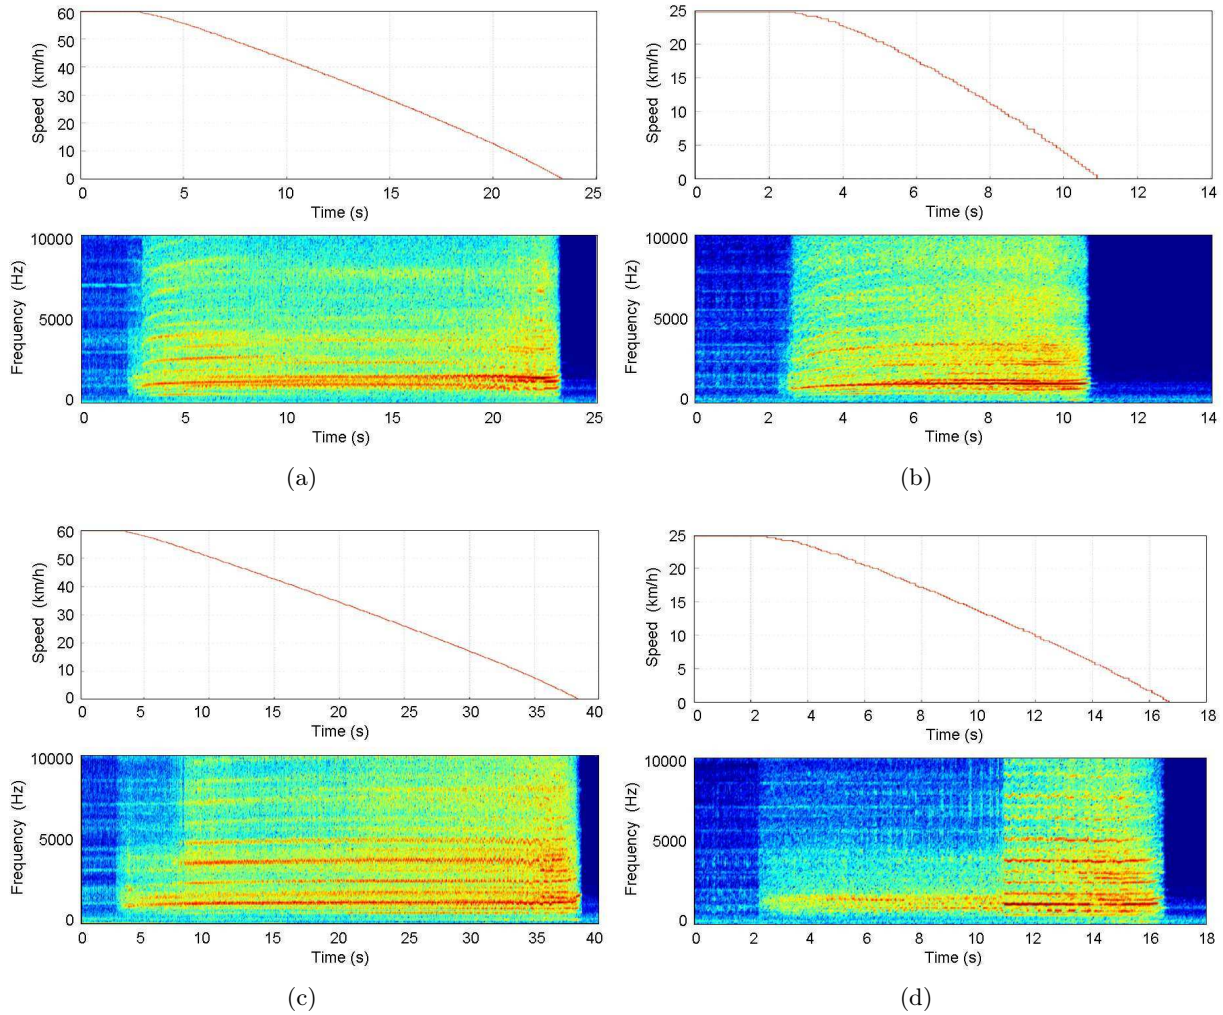 60
50
40
30
20
10
0
Speed (km/h)
0 5 10 15 20 25
Time (s)
10000
5000
0
Frequency (Hz)
0 5 10 15 20 25
Time (s)
(a)
25
20
15
10
5
0
Speed (km/h)
0 2 4 6 8 10 12 14
Time (s)
10000
5000
0
Frequency (Hz)
0 2 4 6 8 10 12 14
Time (s)
(b)
60
50
40
30
20
10
0
Speed (km/h)
0 5 10 15 20 25 30 35 40
Time (s)
10000
5000
0
Frequency (Hz)
0 5 10 15 20 25 30 35 40
Time (s)
(c)
25
20
15
10
5
0
Speed (km/h)
0 2 4 6 8 10 12 14 16 18
Time (s)
10000
5000
0
Frequency (Hz)
0 2 4 6 8 10 12 14 16 18
Time (s)
(d)